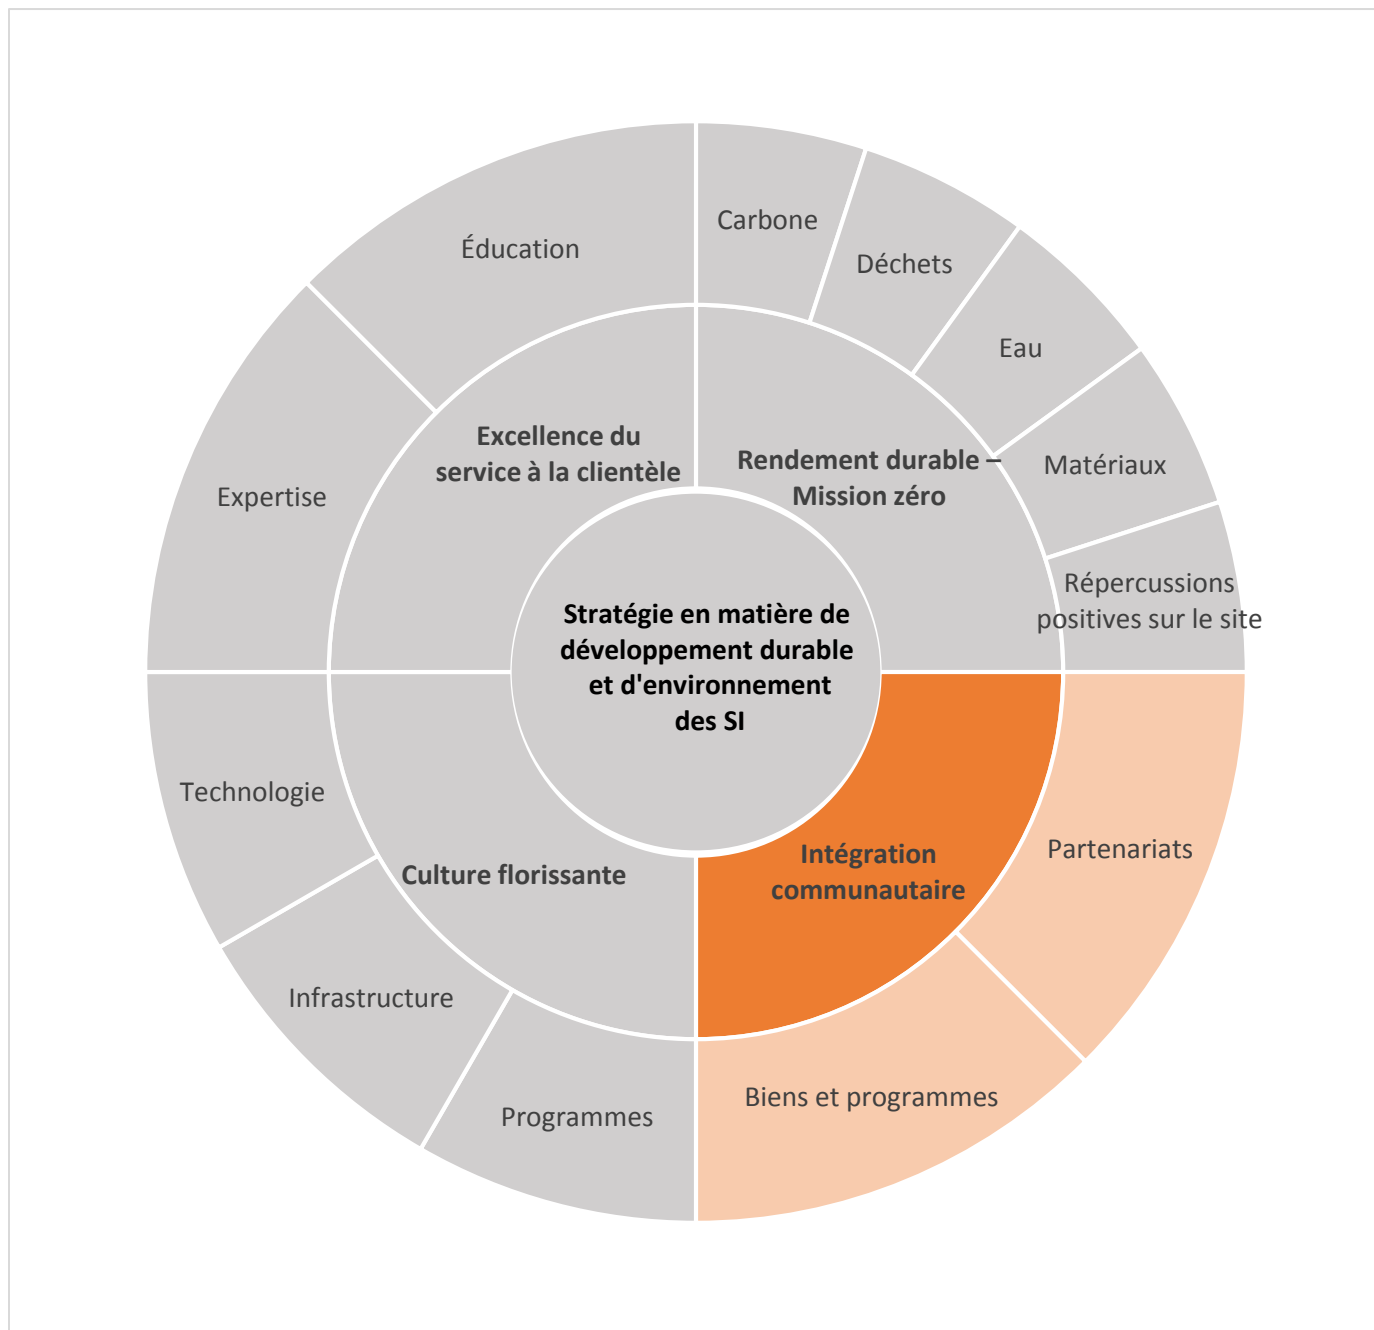 Éducation
Carbone
Déchets
Eau
Matériaux
Répercussions
positives sur le site
Expertise
Excellence du
service à la clientèle
Rendement durable –
Mission zéro
Stratégie en matière de
développement durable
et d'environnement
des SI
Technologie
Culture florissante
Intégration
communautaire
Partenariats
Infrastructure
Programmes
Biens et programmes